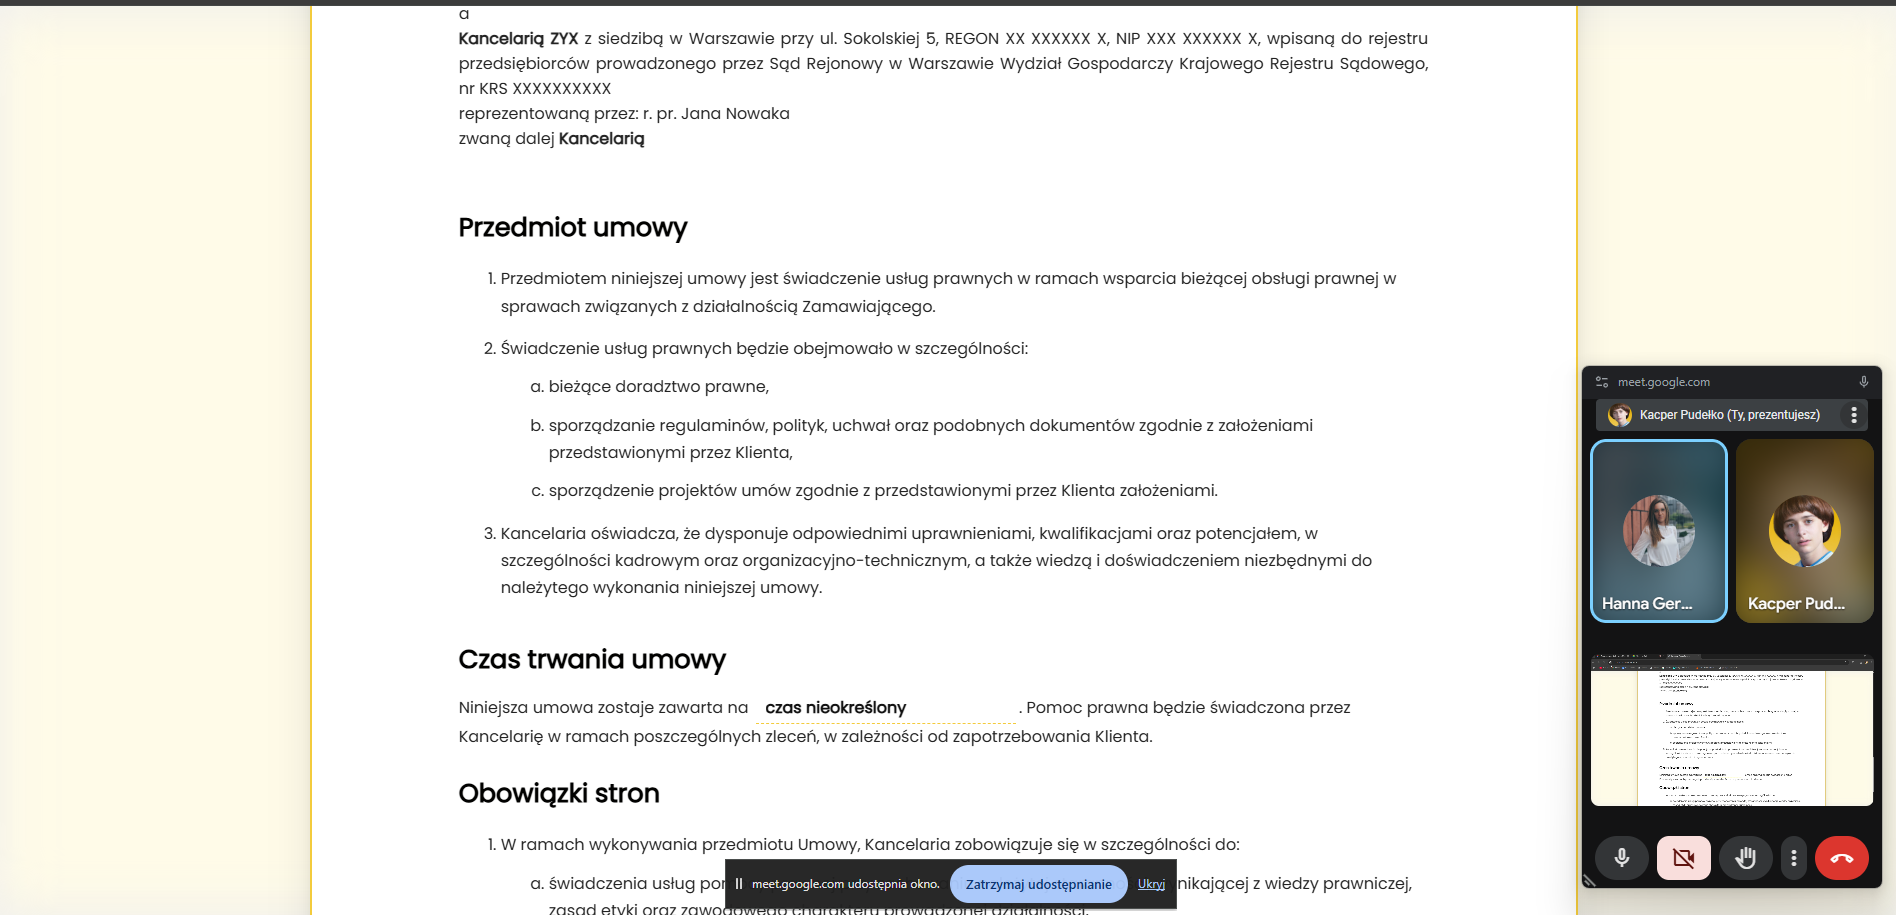 a
Kancelarią ZYX z siedzibą w Warszawie przy ul. Sokolskiej 5, REGON XX XXXXXX X, NIP XXX XXXXXX X, wpisaną do rejestru
przedsiębiorców prowadzonego przez Sąd Rejonowy w Warszawie Wydział Gospodarczy Krajowego Rejestru Sądowego,
nr KRS XXXXXXXXXX
reprezentowaną przez: r. pr. Jana Nowaka
zwaną dalej Kancelarią
Przedmiot umowy
1. Przedmiotem niniejszej umowy jest świadczenie usług prawnych w ramach wsparcia bieżącej obsługi prawnej w
sprawach związanych z działalnością Zamawiającego.
2. Świadczenie usług prawnych będzie obejmowało w szczególności:
a. bieżące doradztwo prawne,
b. sporządzanie regulaminów, polityk, uchwał oraz podobnych dokumentów zgodnie z założeniami
przedstawionymi przez Klienta,
c. sporządzenie projektów umów zgodnie z przedstawionymi przez Klienta założeniami.
3. Kancelaria oświadcza, że dysponuje odpowiednimi uprawnieniami, kwalifikacjami oraz potencjałem, w
szczególności kadrowym oraz organizacyjno-technicznym, a także wiedzą i doświadczeniem niezbędnymi do
należytego wykonania niniejszej umowy.
Czas trwania umowy
Niniejsza umowa zostaje zawarta na czas nieokreślony . Pomoc prawna będzie świadczona przez
Kancelarię w ramach poszczególnych zleceń, w zależności od zapotrzebowania Klienta.
Obowiązki stron
1. W ramach wykonywania przedmiotu Umowy, Kancelaria zobowiązuje się w szczególności do:
a. świadczenia usług por nikającej z wiedzy prawniczej,
zasad etyki oraz zawodowego charakteru prowadzonej działalności.
meet.google.com udostępnia okno. Zatrzymaj udostępnianie Ukryj
meet.google.com
Kacper Pudełko (Ty, prezentujesz)
Hanna Ger... Kacper Pud...